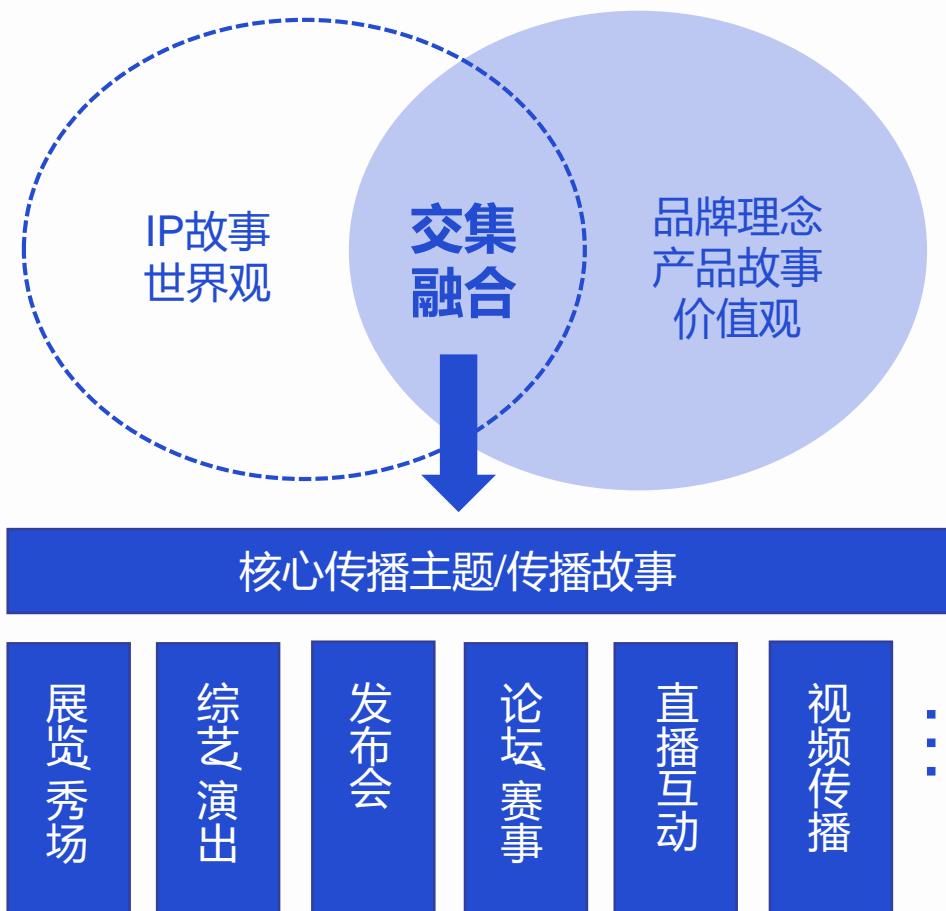 IP故事
世界观
交集
融合
品牌理念
产品故事
价值观
核心传播主题/传播故事
展览/秀场
综艺/演出
发布会
论坛/赛事
直播互动
视频传播
...